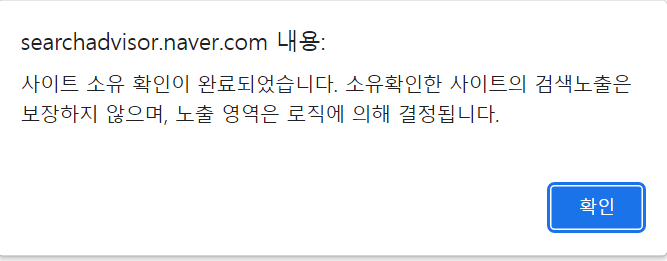 searchadvisor.naver.com 내용:
사이트 소유 확인이 완료되었습니다. 소유확인한 사이트의 검색노출은
보장하지 않으며, 노출 영역은 로직에 의해 결정됩니다.
확인